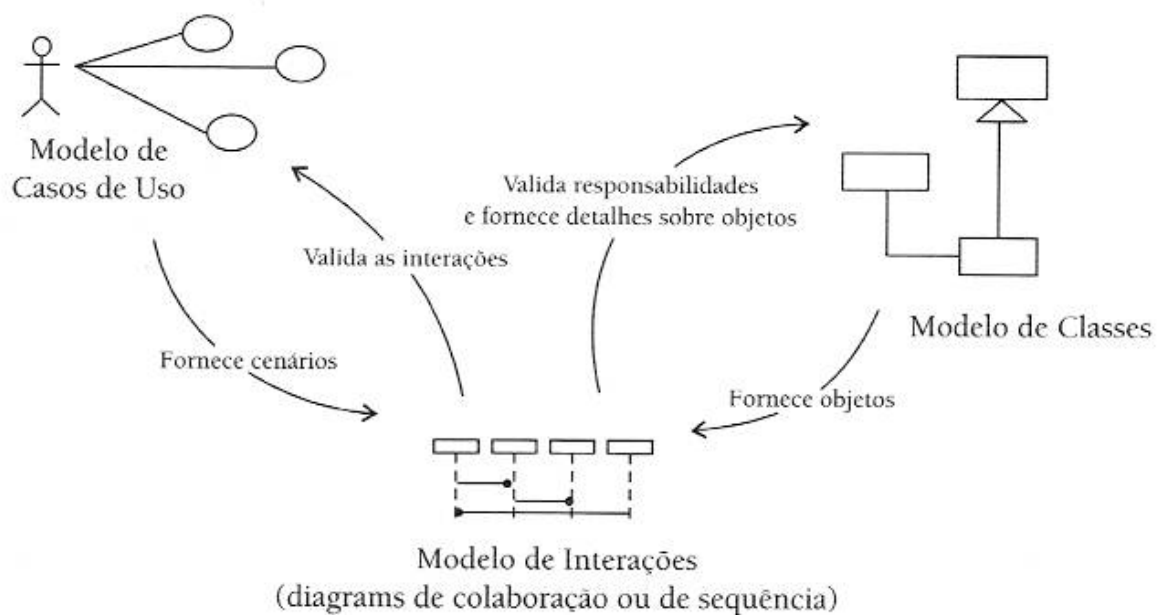 Modelo de
Casos de Uso
Valida responsabilidades
e fornece detalhes sobre objetos
Valida as interações
Modelo de Classes
Fornece cenários
Fornece objetos
Modelo de Interações
(diagrams de colaboração ou de sequência)